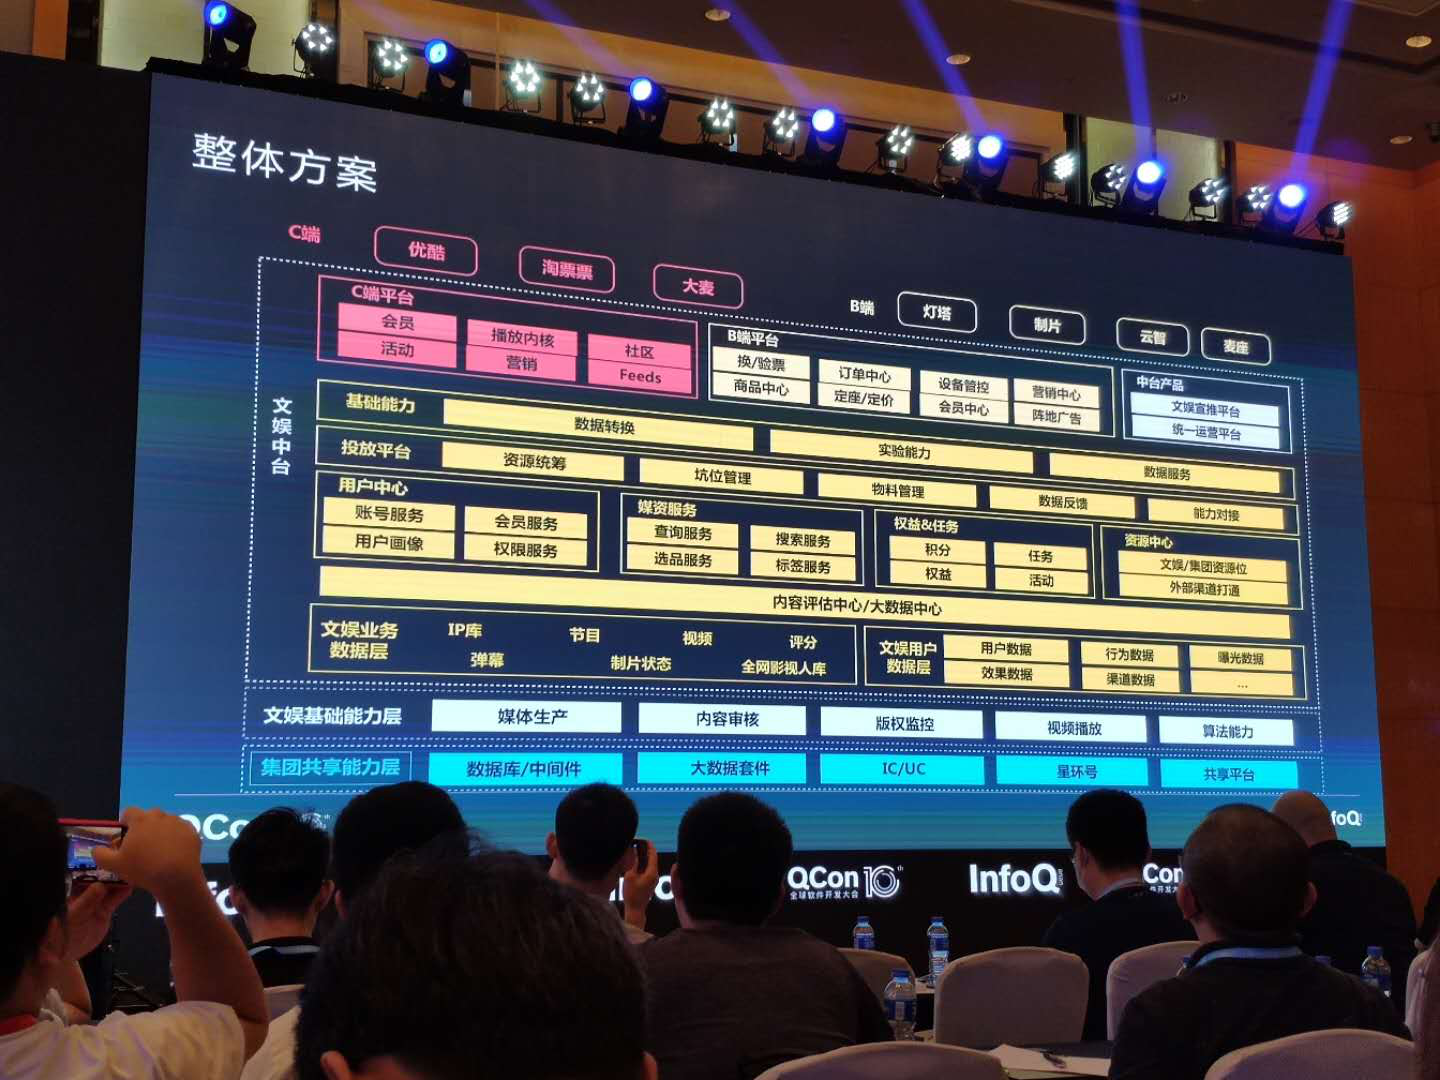 整体方案
C端
优酷
淘票票
大麦
B端
灯塔
制片
云智
麦座
文娱中台
C端平台
会员
播放内核
社区
活动
营销
Feeds
B端平台
换/验票
订单中心
设备管控
营销中心
商品中心
定座/定价
会员中心
阵地广告
中台产品
文娱宣推平台
统一运营平台
基础能力
数据转换
实验能力
数据服务
投放平台
资源统筹
坑位管理
物料管理
数据反馈
能力对接
用户中心
账号服务
会员服务
用户画像
权限服务
媒资服务
查询服务
搜索服务
选品服务
标签服务
权益&任务
积分
任务
权益
活动
资源中心
文娱/集团资源位
外部渠道打通
内容评估中心/大数据中心
文娱业务
数据层
IP库
节目
视频
评分
弹幕
制片状态
全网影视人库
文娱用户
数据层
用户数据
行为数据
曝光数据
效果数据
渠道数据
...
文娱基础能力层
媒体生产
内容审核
版权监控
视频播放
算法能力
集团共享能力层
数据库/中间件
大数据套件
IC/UC
星环号
共享平台
QCon
foQ
QCon 10th
全球软件开发大会
InfoQ
Con